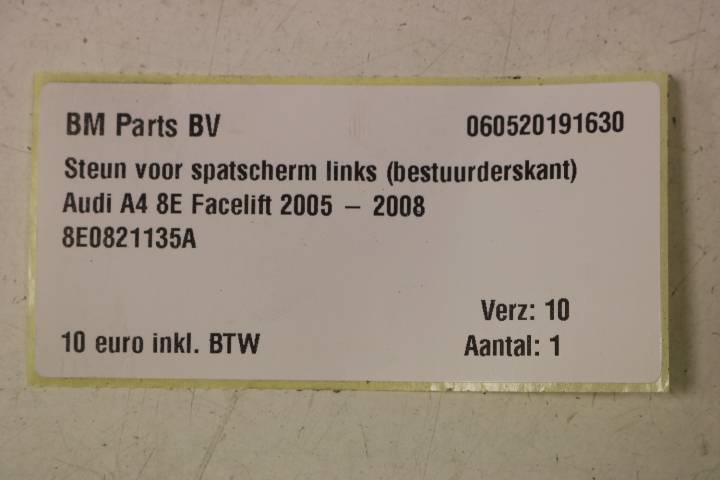 BM Parts BV 060520191630
Steun voor spatscherm links (bestuurderskant)
Audi A4 8E Facelift 2005 – 2008
8E0821135A
Verz: 10
10 euro inkl. BTW Aantal: 1